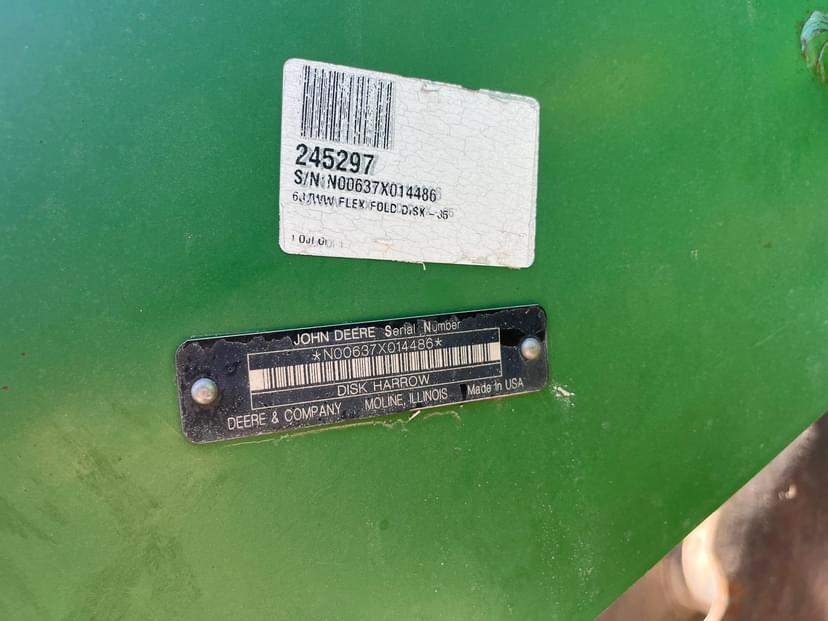 245297
S/N: N00637X014486
FLEX FOLD DISK - 35
JOHN DEERE Serial Number
*N00637X014486*
DISK HARROW
DEERE & COMPANY MOLINE, ILLINOIS Made in USA